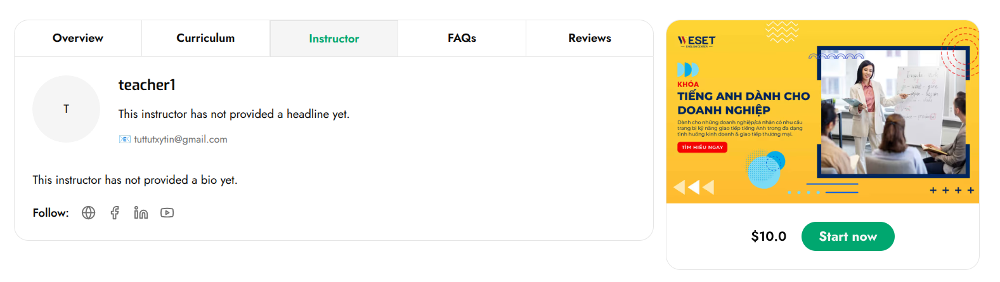 Overview
Curriculum
Instructor
FAQs
Reviews
T
teacher1
This instructor has not provided a headline yet.
tuttutxytin@gmail.com
This instructor has not provided a bio yet.
Follow:
WESET
ENGLISH CENTER
KHÓA
TIẾNG ANH DÀNH CHO
DOANH NGHIỆP
Dành cho những doanh nghiệp/cá nhân có nhu cầu
trang bị kỹ năng giao tiếp tiếng Anh trong đa dạng
tình huống kinh doanh & giao tiếp thương mại.
TÌM HIỂU NGAY
$10.0
Start now